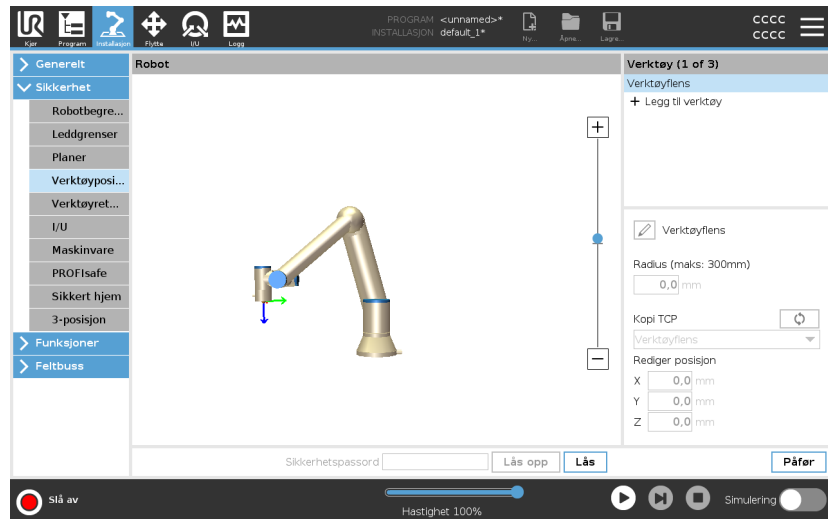 UR
PROGRAM <unnamed>*
INSTALLASJON default_1*
Kjør Program Installasjon Flytte I/U Logg
Ny... Åpne... Lagre...
CCCC
CCCC
Generelt
Sikkerhet
Robotbegre...
Leddgrenser
Planer
Verktøyposi...
Verktøyret...
I/U
Maskinvare
PROFIsafe
Sikkert hjem
3-posisjon
Funksjoner
Feltbuss
Robot
Verktøy (1 of 3)
Verktøyflens
+ Legg til verktøy
Verktøyflens
Radius (maks: 300mm)
0,0 mm
Kopi TCP
Verktøyflens
Rediger posisjon
X 0,0 mm
Y 0,0 mm
Z 0,0 mm
Sikkerhetspassord Lås opp Lås Påfør
Slå av
Hastighet 100%
Simulering